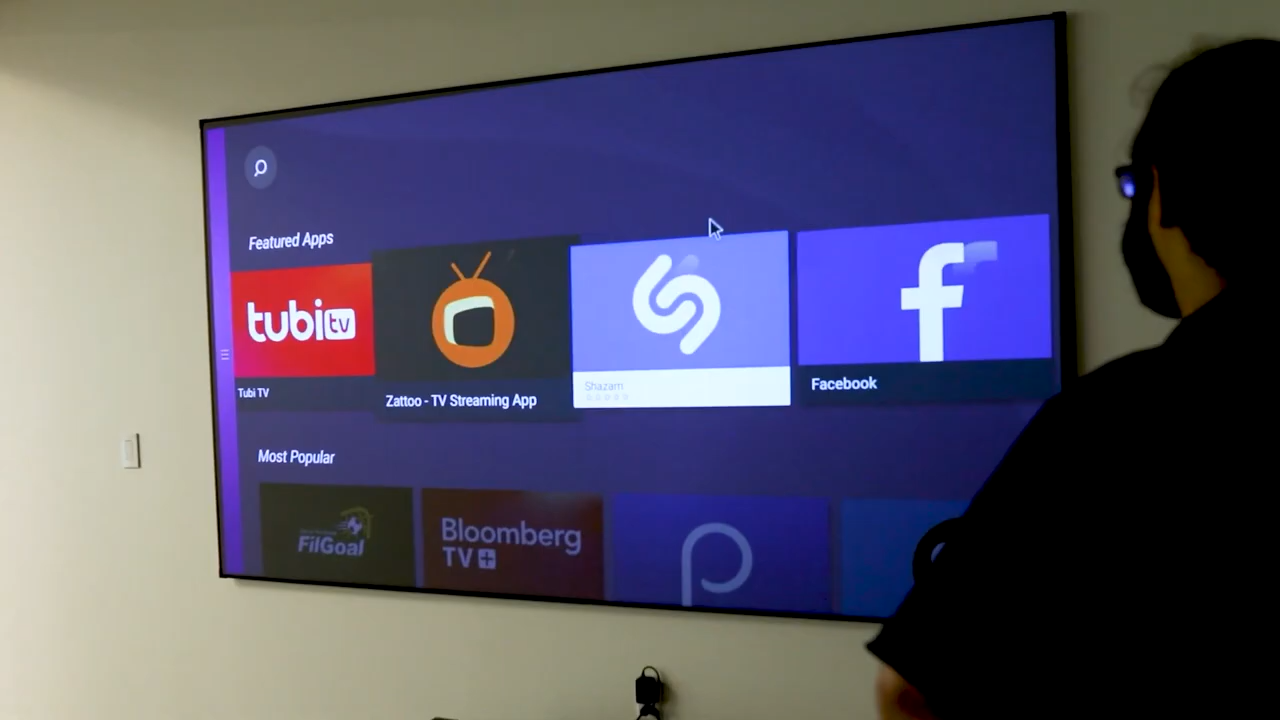 Featured Apps
tubi tv
Tubi TV
Zattoo - TV Streaming App
Shazam
f
Facebook
Most Popular
FilGoal
Bloomberg
TV+